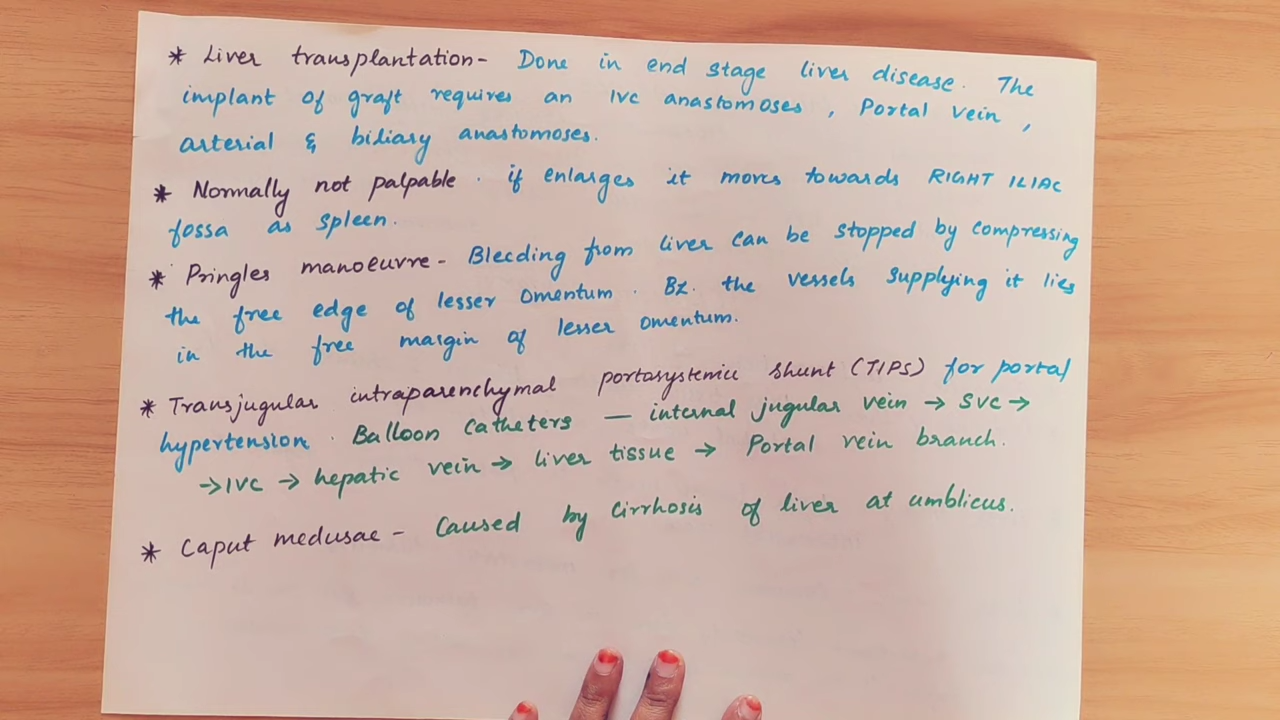 * Liver transplantation - Done in end stage liver disease. The
implant of graft requires an IVC anastomoses , Portal vein ,
arterial & biliary anastomoses.
* Normally not palpable . if enlarges it moves towards RIGHT ILIAC
fossa as spleen.
* Pringles manoeuvre - Bleeding from liver can be stopped by compressing
the free edge of lesser omentum . Bz. the vessels supplying it lies
in the free margin of lesser omentum.
* Transjugular intraparenchymal portasystemic shunt (TIPS) for portal
hypertension . Balloon catheters — internal jugular vein → SVC →
→ IVC → hepatic vein → liver tissue → Portal vein branch.
* Caput medusae - Caused by cirrhosis of liver at umblicus.